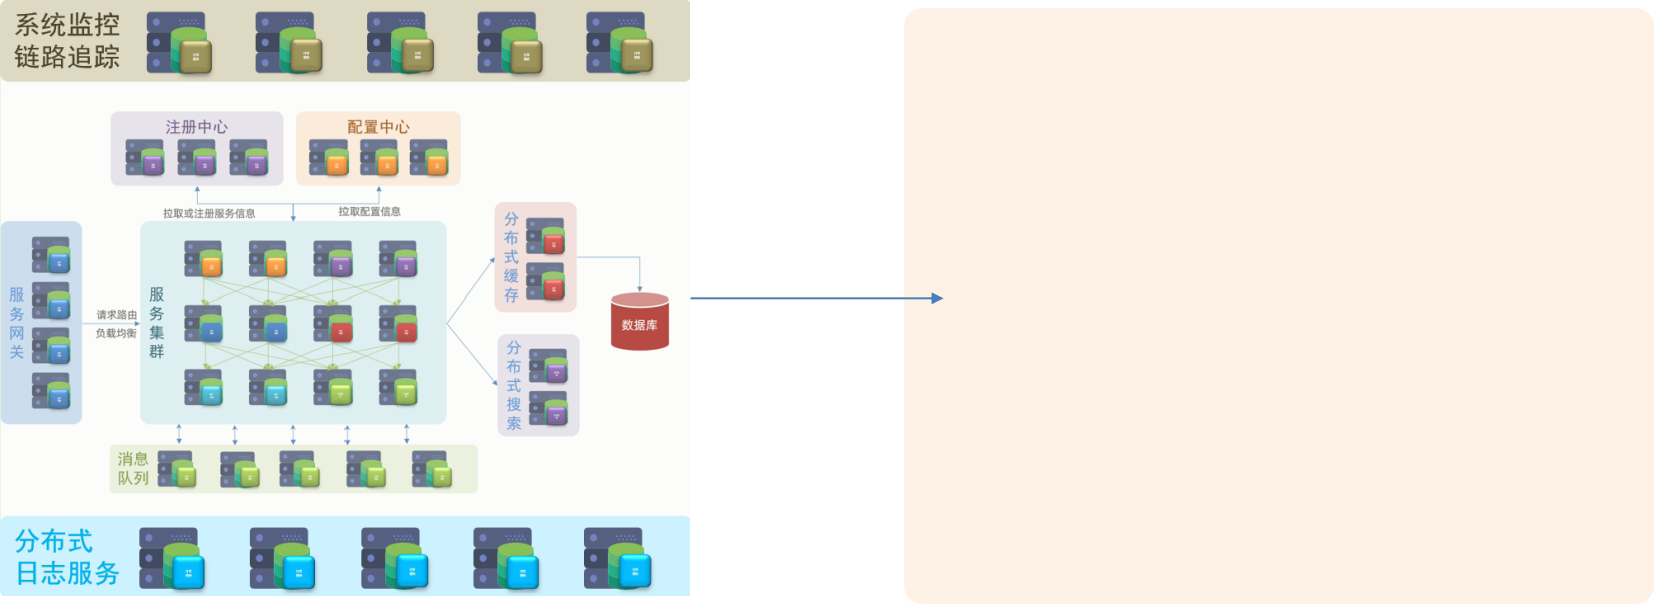 系统监控
链路追踪
注册中心
配置中心
拉取或注册服务信息
拉取配置信息
服务网关
请求路由
负载均衡
服务集群
分布式缓存
数据库
分布式搜索
消息
队列
分布式
日志服务